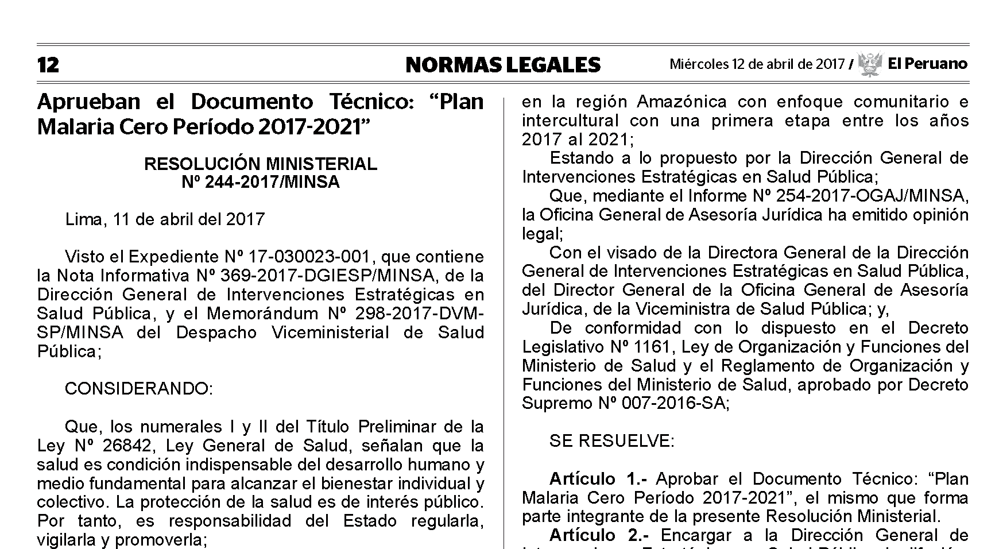 12
NORMAS LEGALES
Miércoles 12 de abril de 2017 / El Peruano
Aprueban el Documento Técnico: “Plan
Malaria Cero Período 2017-2021”
RESOLUCIÓN MINISTERIAL
Nº 244-2017/MINSA
Lima, 11 de abril del 2017
Visto el Expediente Nº 17-030023-001, que contiene
la Nota Informativa Nº 369-2017-DGIESP/MINSA, de la
Dirección General de Intervenciones Estratégicas en
Salud Pública, y el Memorándum Nº 298-2017-DVM-
SP/MINSA del Despacho Viceministerial de Salud
Pública;
CONSIDERANDO:
Que, los numerales I y II del Título Preliminar de la
Ley Nº 26842, Ley General de Salud, señalan que la
salud es condición indispensable del desarrollo humano y
medio fundamental para alcanzar el bienestar individual y
colectivo. La protección de la salud es de interés público.
Por tanto, es responsabilidad del Estado regularla,
vigilarla y promoverla;
en la región Amazónica con enfoque comunitario e
intercultural con una primera etapa entre los años
2017 al 2021;
Estando a lo propuesto por la Dirección General de
Intervenciones Estratégicas en Salud Pública;
Que, mediante el Informe Nº 254-2017-OGAJ/MINSA,
la Oficina General de Asesoría Jurídica ha emitido opinión
legal;
Con el visado de la Directora General de la Dirección
General de Intervenciones Estratégicas en Salud Pública,
del Director General de la Oficina General de Asesoría
Jurídica, de la Viceministra de Salud Pública; y,
De conformidad con lo dispuesto en el Decreto
Legislativo Nº 1161, Ley de Organización y Funciones del
Ministerio de Salud y el Reglamento de Organización y
Funciones del Ministerio de Salud, aprobado por Decreto
Supremo Nº 007-2016-SA;
SE RESUELVE:
Artículo 1.- Aprobar el Documento Técnico: “Plan
Malaria Cero Período 2017-2021”, el mismo que forma
parte integrante de la presente Resolución Ministerial.
Artículo 2.- Encargar a la Dirección General de